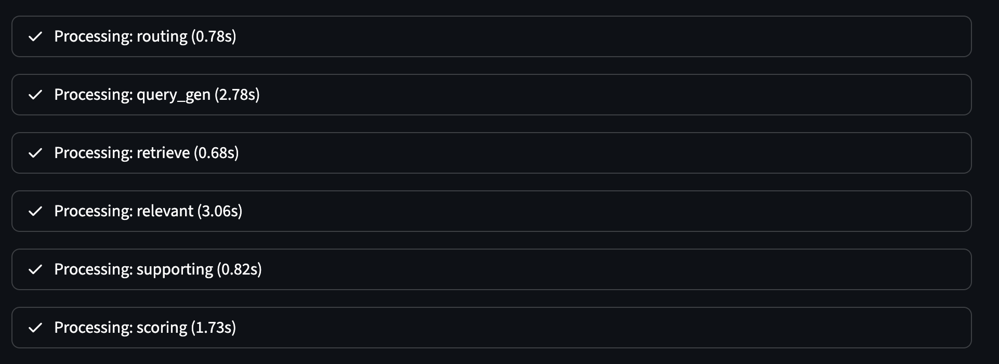 Processing: routing (0.78s)
Processing: query_gen (2.78s)
Processing: retrieve (0.68s)
Processing: relevant (3.06s)
Processing: supporting (0.82s)
Processing: scoring (1.73s)